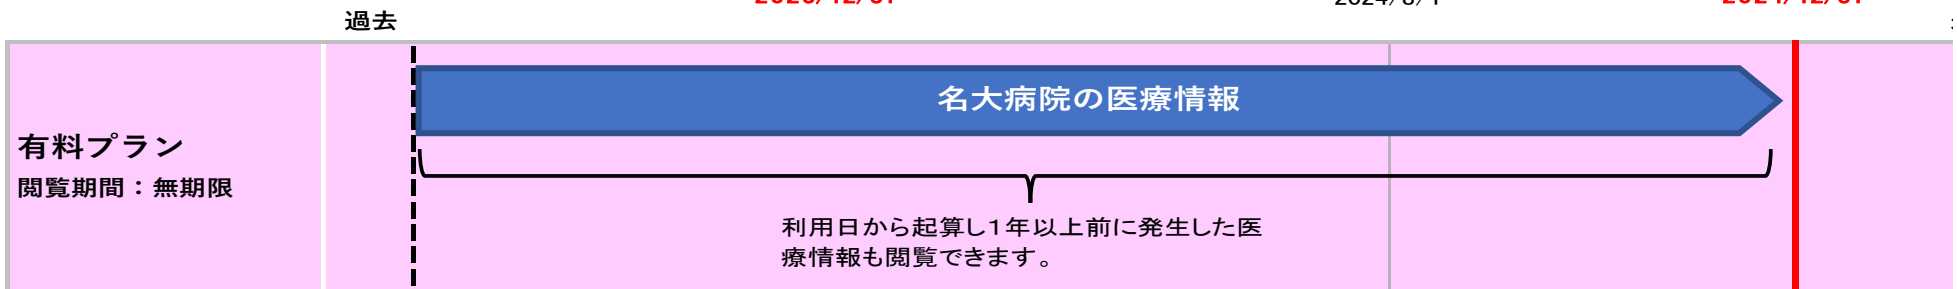 過去
名大病院の医療情報
有料プラン
閲覧期間：無期限
利用日から起算し1年以上前に発生した医
療情報も閲覧できます。